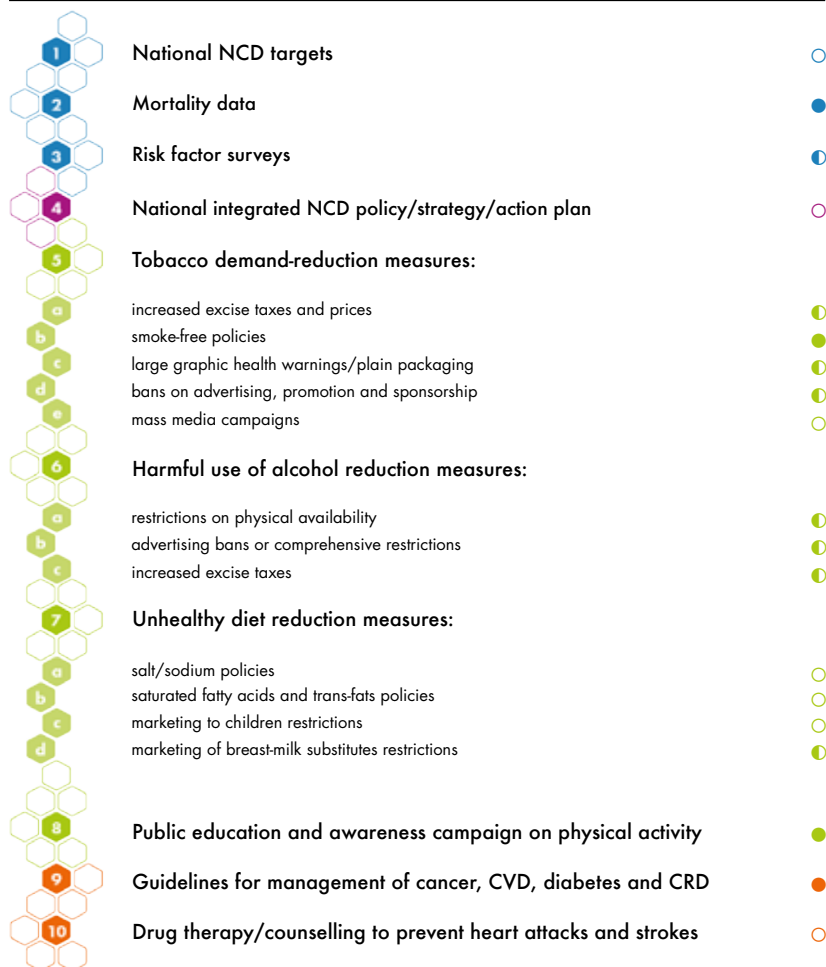 1 National NCD targets
2 Mortality data
3 Risk factor surveys
4 National integrated NCD policy/strategy/action plan
5 Tobacco demand-reduction measures:
a increased excise taxes and prices
b smoke-free policies
c large graphic health warnings/plain packaging
d bans on advertising, promotion and sponsorship
e mass media campaigns
6 Harmful use of alcohol reduction measures:
a restrictions on physical availability
b advertising bans or comprehensive restrictions
c increased excise taxes
7 Unhealthy diet reduction measures:
a salt/sodium policies
b saturated fatty acids and trans-fats policies
c marketing to children restrictions
d marketing of breast-milk substitutes restrictions
8 Public education and awareness campaign on physical activity
9 Guidelines for management of cancer, CVD, diabetes and CRD
10 Drug therapy/counselling to prevent heart attacks and strokes